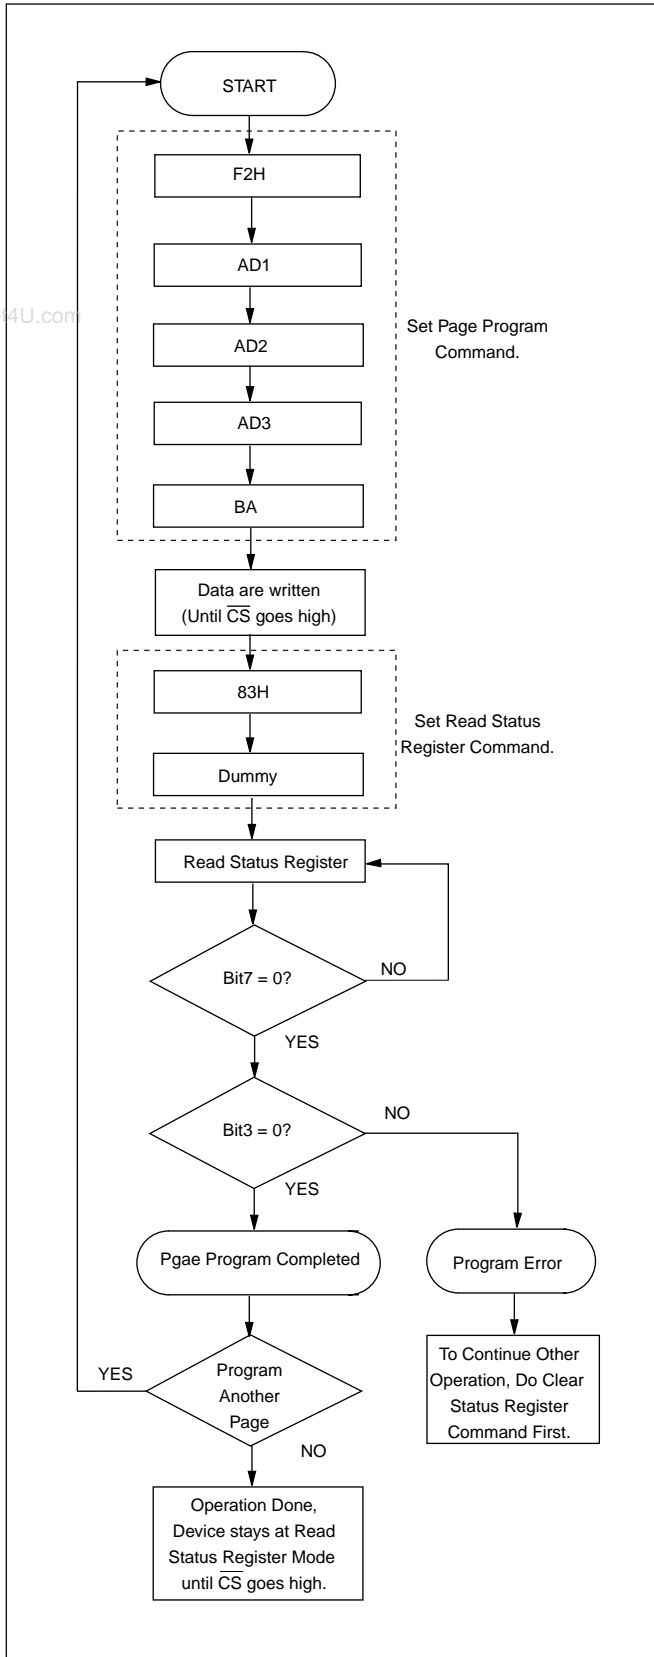 START
F2H
AD1
t4U.com
AD2
Set Page Program
Command.
AD3
BA
Data are written
(Until C̅S̅ goes high)
83H
Set Read Status
Register Command.
Dummy
Read Status Register
Bit7 = 0?
NO
YES
Bit3 = 0?
NO
YES
Pgae Program Completed
Program Error
YES
Program
Another
Page
NO
To Continue Other
Operation, Do Clear
Status Register
Command First.
Operation Done,
Device stays at Read
Status Register Mode
until C̅S̅ goes high.